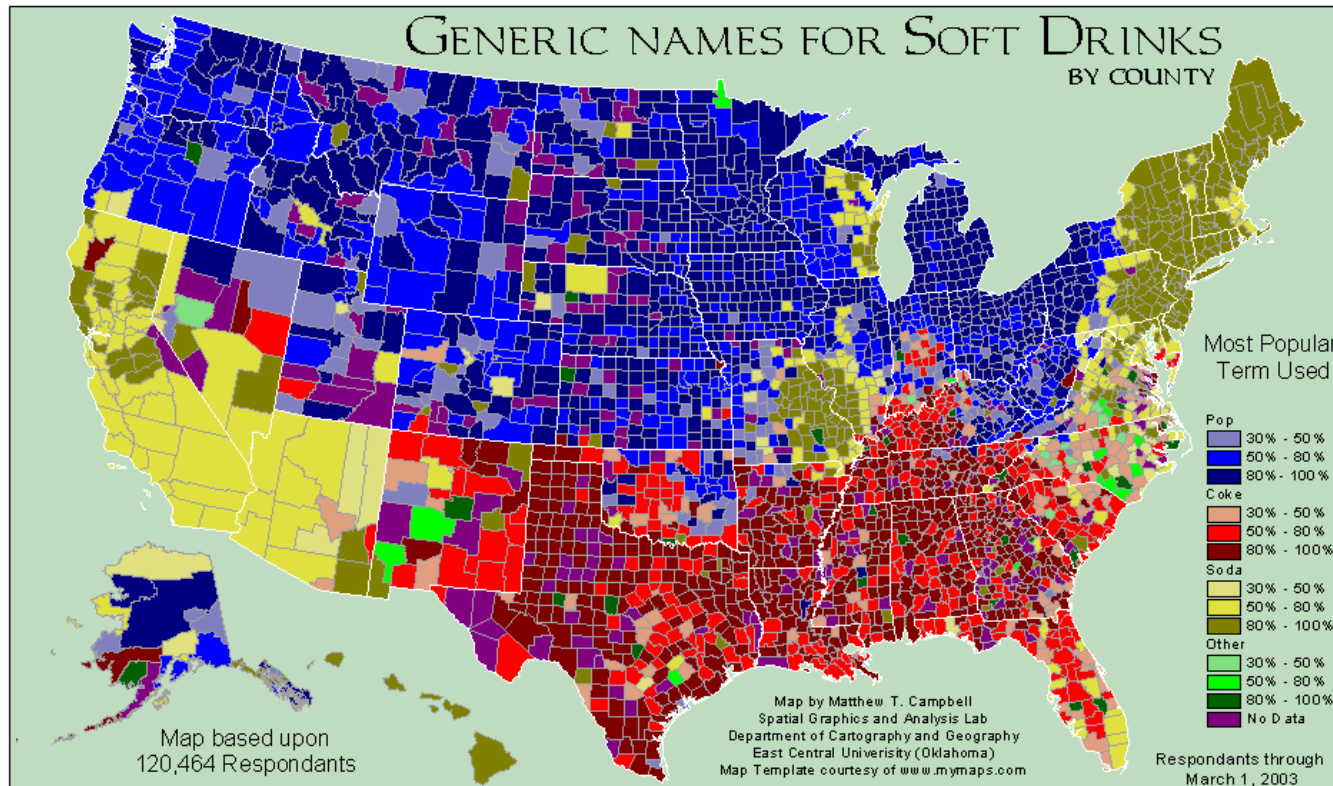 GENERIC NAMES FOR SOFT DRINKS
BY COUNTY
Most Popular
Term Used
Pop
30% - 50%
50% - 80%
80% - 100%
Coke
30% - 50%
50% - 80%
80% - 100%
Soda
30% - 50%
50% - 80%
80% - 100%
Other
30% - 50%
50% - 80%
80% - 100%
No Data
Map based upon
120,464 Respondants
Map by Matthew T. Campbell
Spatial Graphics and Analysis Lab
Department of Cartography and Geography
East Central Univerisity (Oklahoma)
Map Template courtesy of www.mymaps.com
Respondants through
March 1, 2003